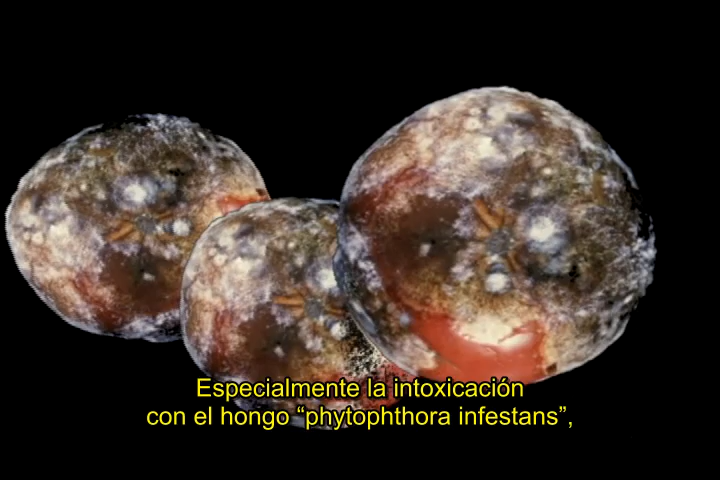 Especialmente la intoxicación
con el hongo “phytophthora infestans”,